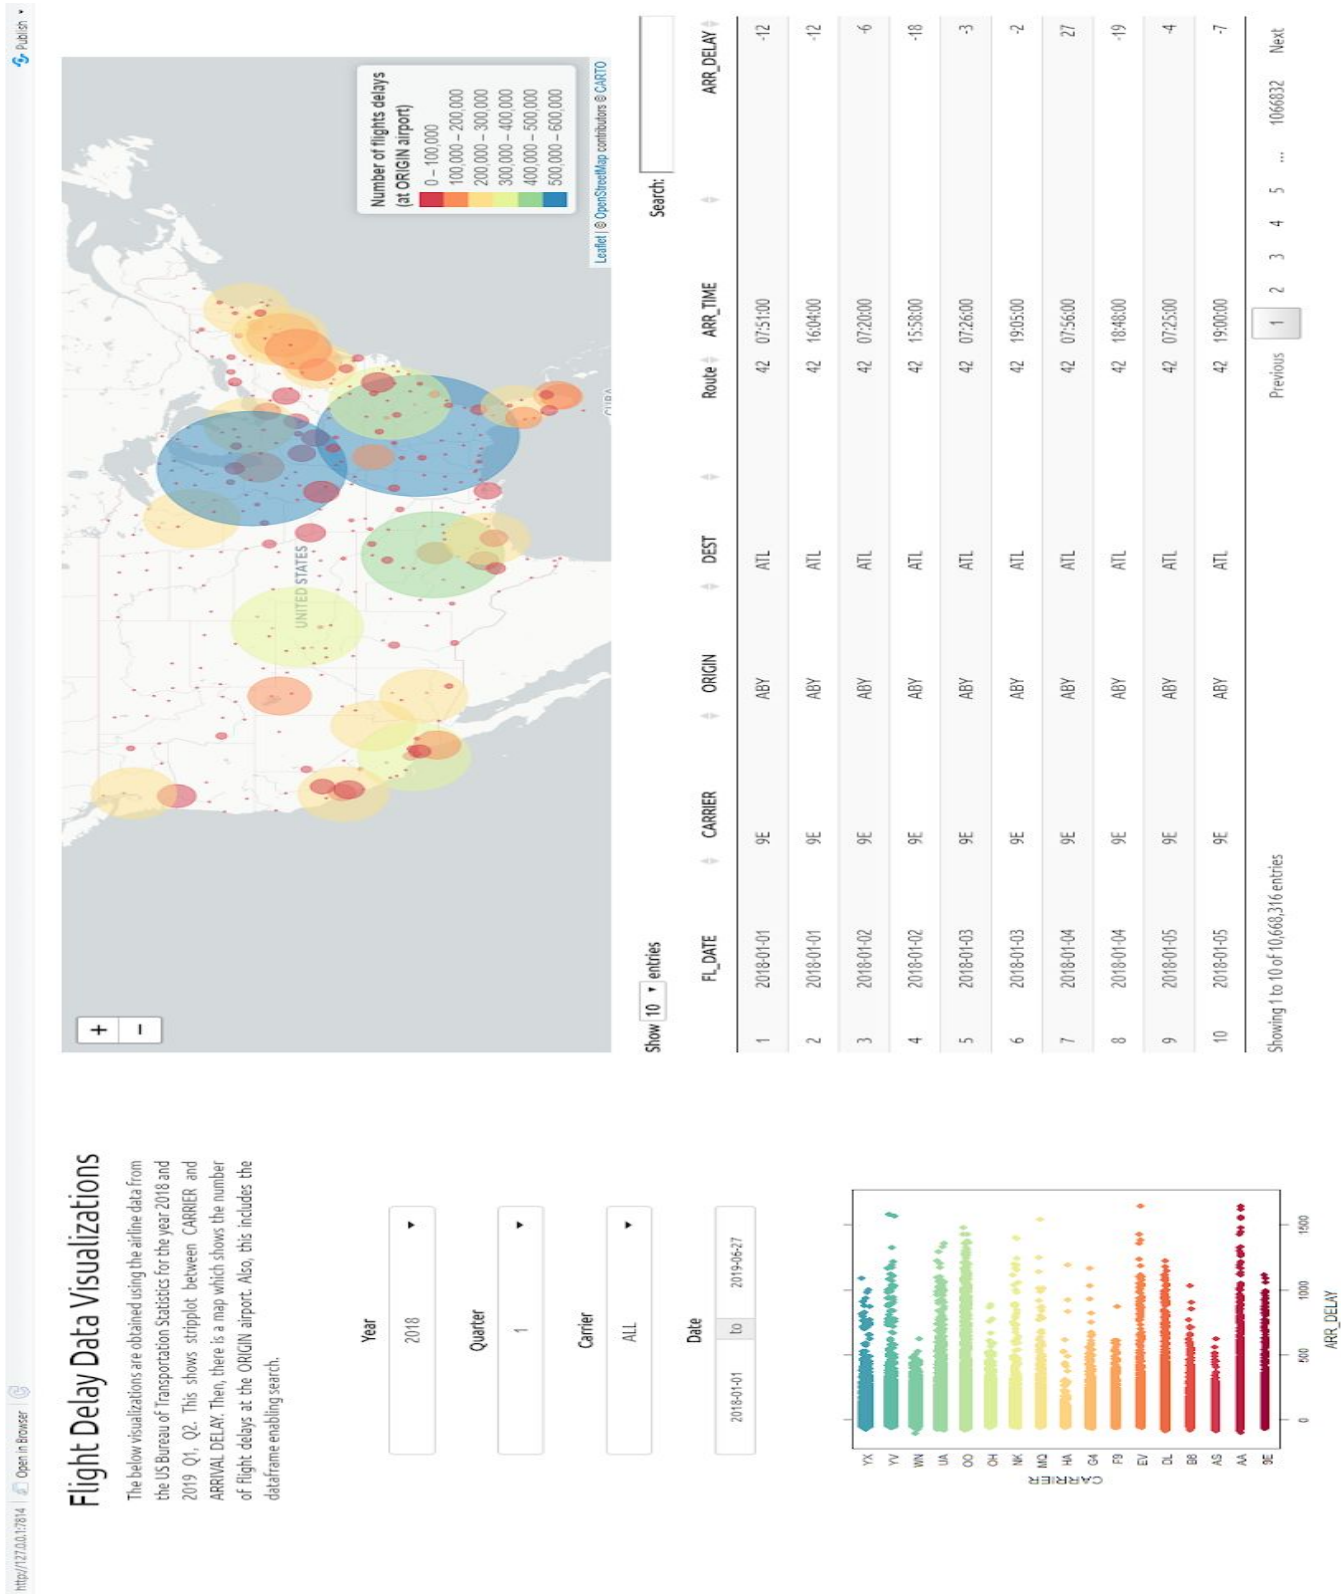 http://127.0.0.1:7814 Open in Browser Publish
Flight Delay Data Visualizations
The below visualizations are obtained using the airline data from
the US Bureau of Transportation Statistics for the year 2018 and
2019 Q1, Q2. This shows stripplot between CARRIER and
ARRIVAL DELAY. Then, there is a map which shows the number
of flight delays at the ORIGIN airport. Also, this includes the
dataframe enabling search.
Year
2018
Quarter
1
Carrier
ALL
Date
2018-01-01 to 2019-06-27
CARRIER
YX
YV
WN
UA
OO
OH
NK
MQ
HA
G4
F9
EV
DL
B6
AS
AA
9E
0 500 1000 1500
ARR_DELAY
+
−
UNITED STATES
CUBA
Number of flights delays
(at ORIGIN airport)
0 – 100,000
100,000 – 200,000
200,000 – 300,000
300,000 – 400,000
400,000 – 500,000
500,000 – 600,000
Leaflet | © OpenStreetMap contributors © CARTO
Show 10 entries Search:
FL_DATE CARRIER ORIGIN DEST Route ARR_TIME ARR_DELAY
1 2018-01-01 9E ABY ATL 42 07:51:00 -12
2 2018-01-01 9E ABY ATL 42 16:04:00 -12
3 2018-01-02 9E ABY ATL 42 07:20:00 -6
4 2018-01-02 9E ABY ATL 42 15:58:00 -18
5 2018-01-03 9E ABY ATL 42 07:26:00 -3
6 2018-01-03 9E ABY ATL 42 19:05:00 -2
7 2018-01-04 9E ABY ATL 42 07:56:00 27
8 2018-01-04 9E ABY ATL 42 18:48:00 -19
9 2018-01-05 9E ABY ATL 42 07:25:00 -4
10 2018-01-05 9E ABY ATL 42 19:00:00 -7
Showing 1 to 10 of 10,668,316 entries Previous 1 2 3 4 5 ... 1066832 Next